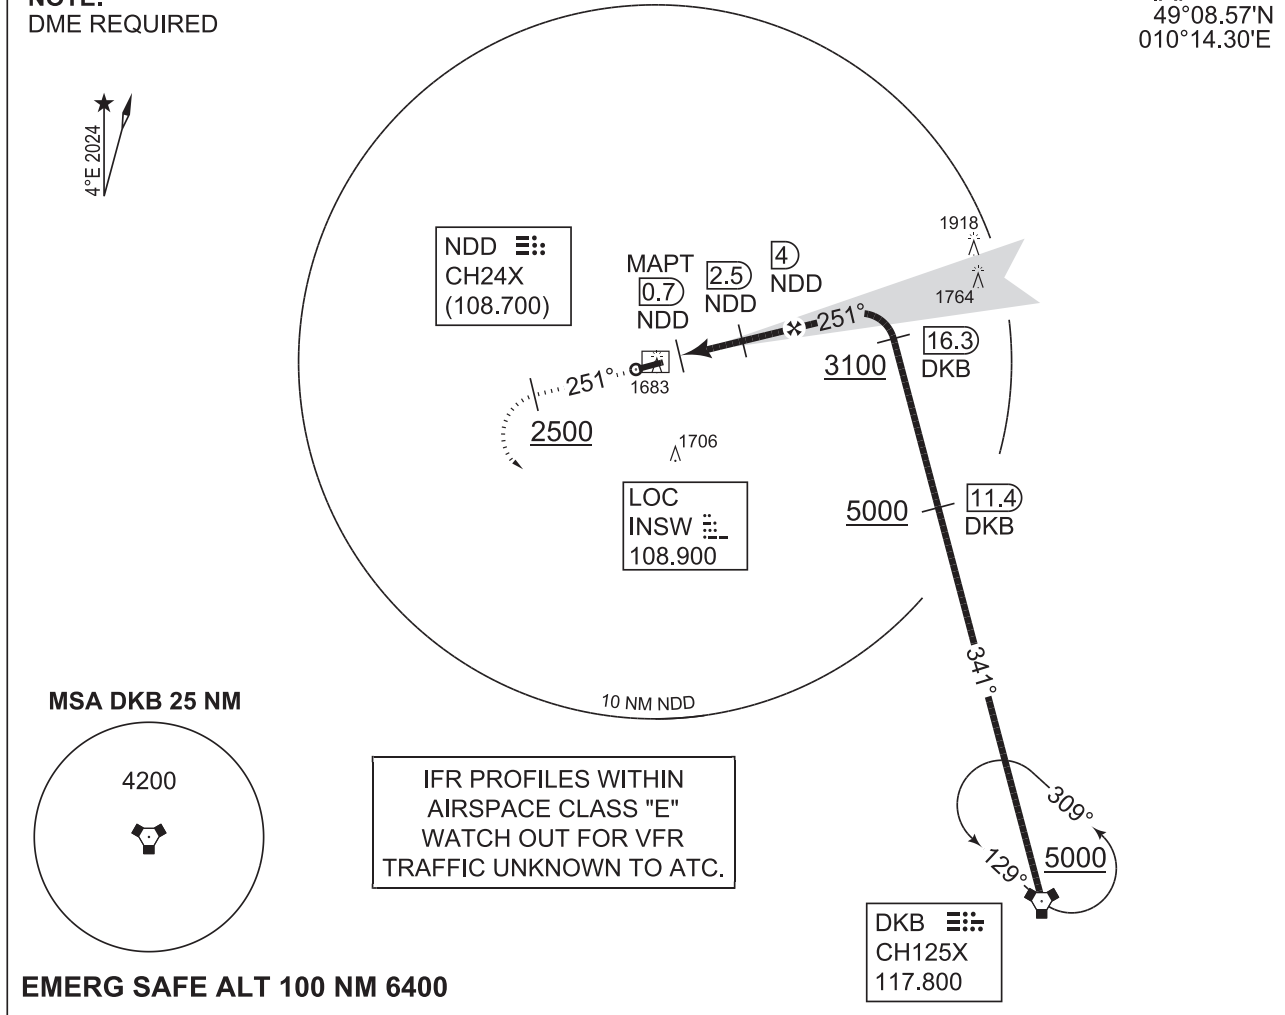 NOTE:
DME REQUIRED
49°08.57'N
010°14.30'E
4°E 2024
NDD
CH24X
(108.700)
MAPT
0.7
NDD
2.5
NDD
4
NDD
1918
1764
251°
3100
16.3
DKB
251°
1683
2500
1706
LOC
INSW
108.900
5000
11.4
DKB
341°
10 NM NDD
MSA DKB 25 NM
4200
IFR PROFILES WITHIN
AIRSPACE CLASS "E"
WATCH OUT FOR VFR
TRAFFIC UNKNOWN TO ATC.
309°
129°
5000
DKB
CH125X
117.800
EMERG SAFE ALT 100 NM 6400